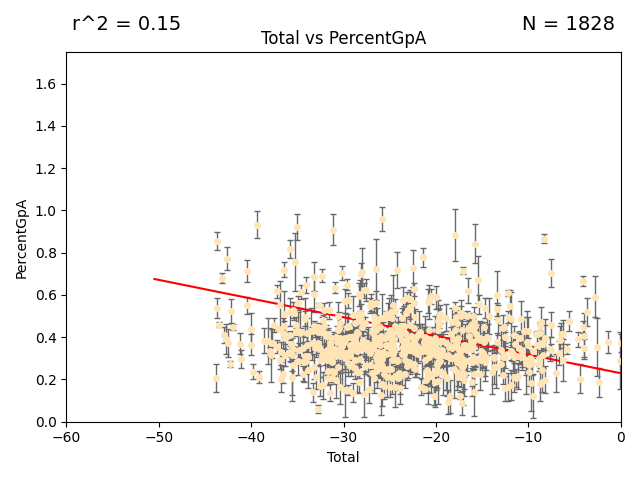 r^2 = 0.15 N = 1828
Total vs PercentGpA
PercentGpA
1.6
1.4
1.2
1.0
0.8
0.6
0.4
0.2
0.0
−60 −50 −40 −30 −20 −10 0
Total